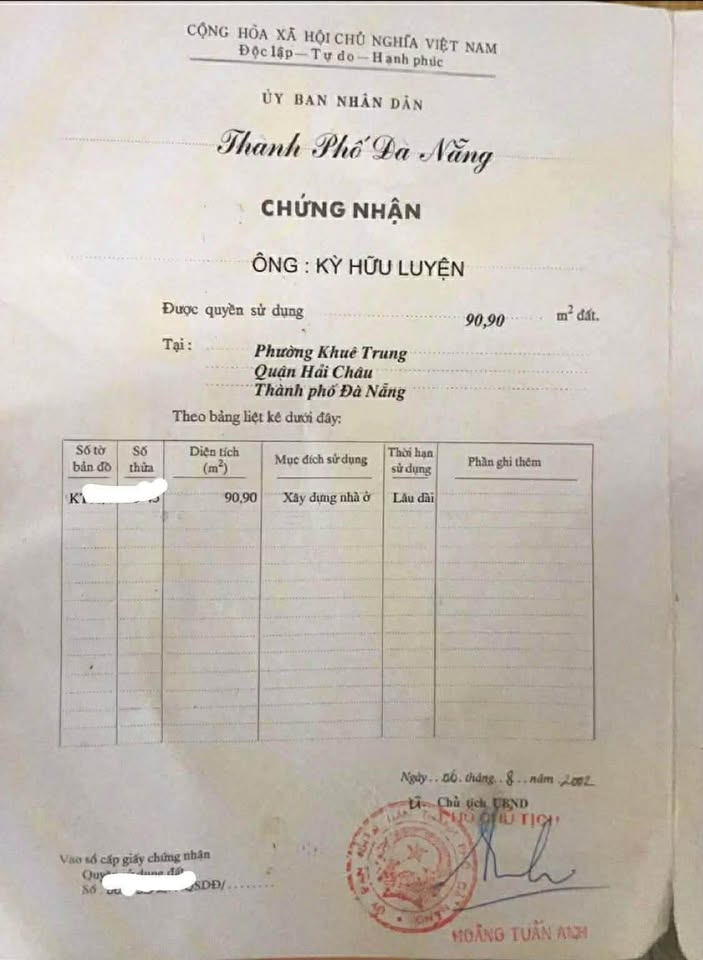 CỘNG HÒA XÃ HỘI CHỦ NGHĨA VIỆT NAM
Độc lập – Tự do – Hạnh phúc
ỦY BAN NHÂN DÂN
Thành Phố Đà Nẵng
CHỨNG NHẬN
ÔNG : KỲ HỮU LUYỆN
Được quyền sử dụng 90,90 m² đất.
Tại : Phường Khuê Trung
Quận Hải Châu
Thành phố Đà Nẵng
Theo bảng liệt kê dưới đây:
Số tờ bản đồ Số thửa Diện tích (m²) Mục đích sử dụng Thời hạn sử dụng Phần ghi thêm
90,90 Xây dựng nhà ở Lâu dài
Ngày..06.tháng..8..năm..2002
Chủ tịch UBND
PHÓ CHỦ TỊCH
Vào sổ cấp giấy chứng nhận
Quyền sử dụng đất
Số QSDĐ/........
HOÀNG TUẤN ANH